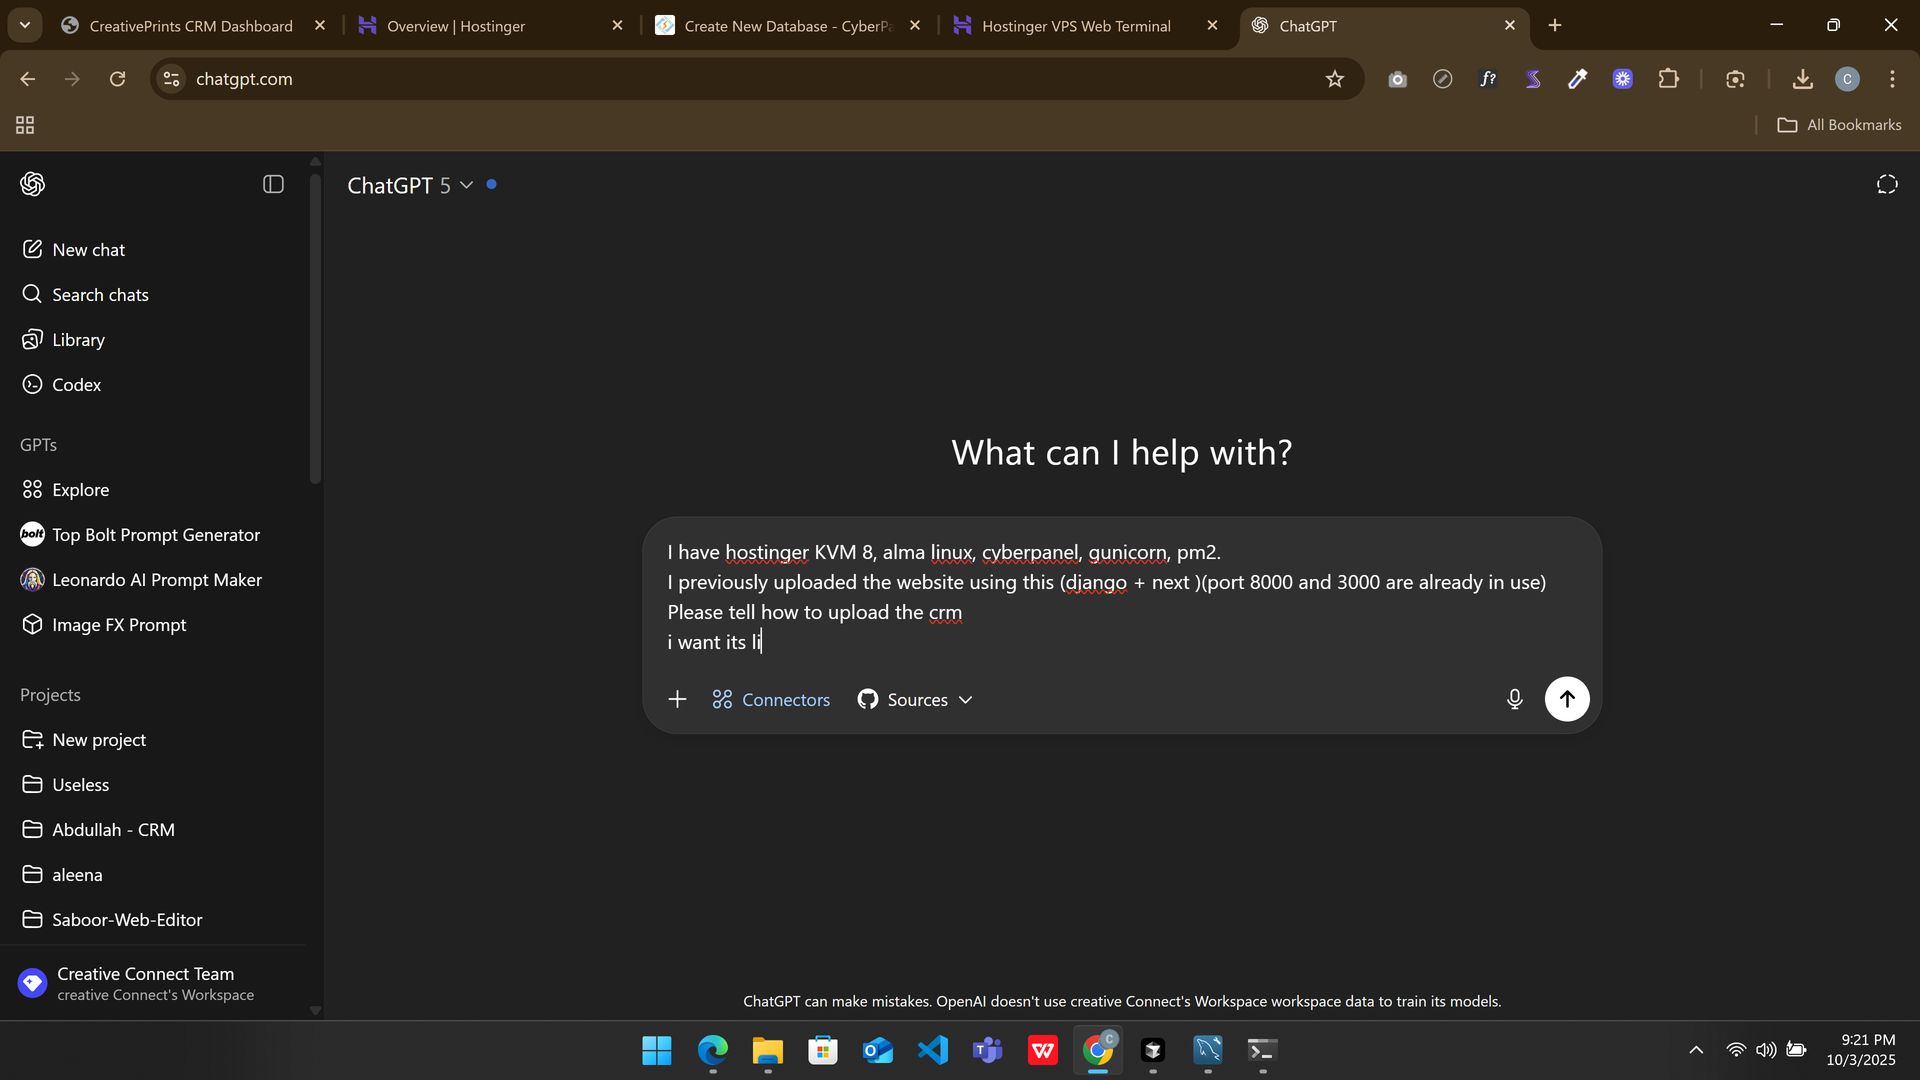 CreativePrints CRM Dashboard
Overview | Hostinger
Create New Database - CyberPa
Hostinger VPS Web Terminal
ChatGPT
chatgpt.com
f?
C
All Bookmarks
ChatGPT 5
New chat
Search chats
Library
Codex
GPTs
Explore
bolt
Top Bolt Prompt Generator
Leonardo AI Prompt Maker
Image FX Prompt
Projects
New project
Useless
Abdullah - CRM
aleena
Saboor-Web-Editor
Creative Connect Team
creative Connect's Workspace
What can I help with?
I have hostinger KVM 8, alma linux, cyberpanel, gunicorn, pm2.
I previously uploaded the website using this (django + next )(port 8000 and 3000 are already in use)
Please tell how to upload the crm
i want its li
Connectors
Sources
ChatGPT can make mistakes. OpenAI doesn't use creative Connect's Workspace workspace data to train its models.
9:21 PM
10/3/2025